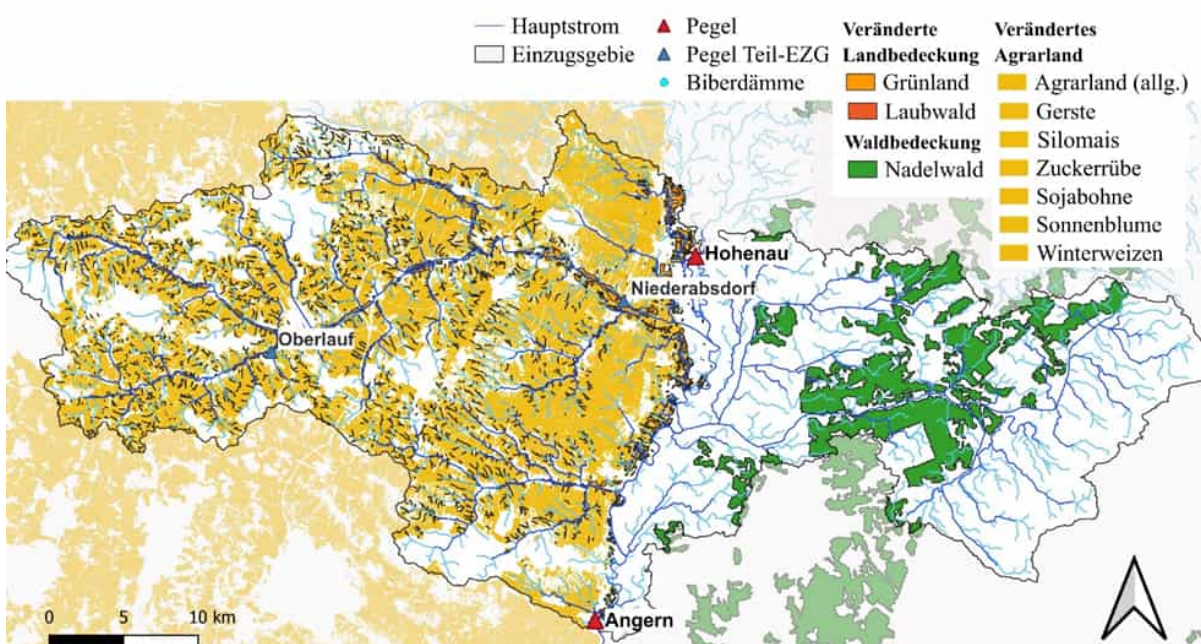 Hauptstrom
Einzugsgebie
Pegel
Pegel Teil-EZG
Biberdämme
Veränderte
Landbedeckung
Grünland
Laubwald
Waldbedeckung
Nadelwald
Verändertes
Agrarland
Agrarland (allg.)
Gerste
Silomais
Zuckerrübe
Sojabohne
Sonnenblume
Winterweizen
Hohenau
Niederabsdorf
Oberlauf
Angern
0 5 10 km